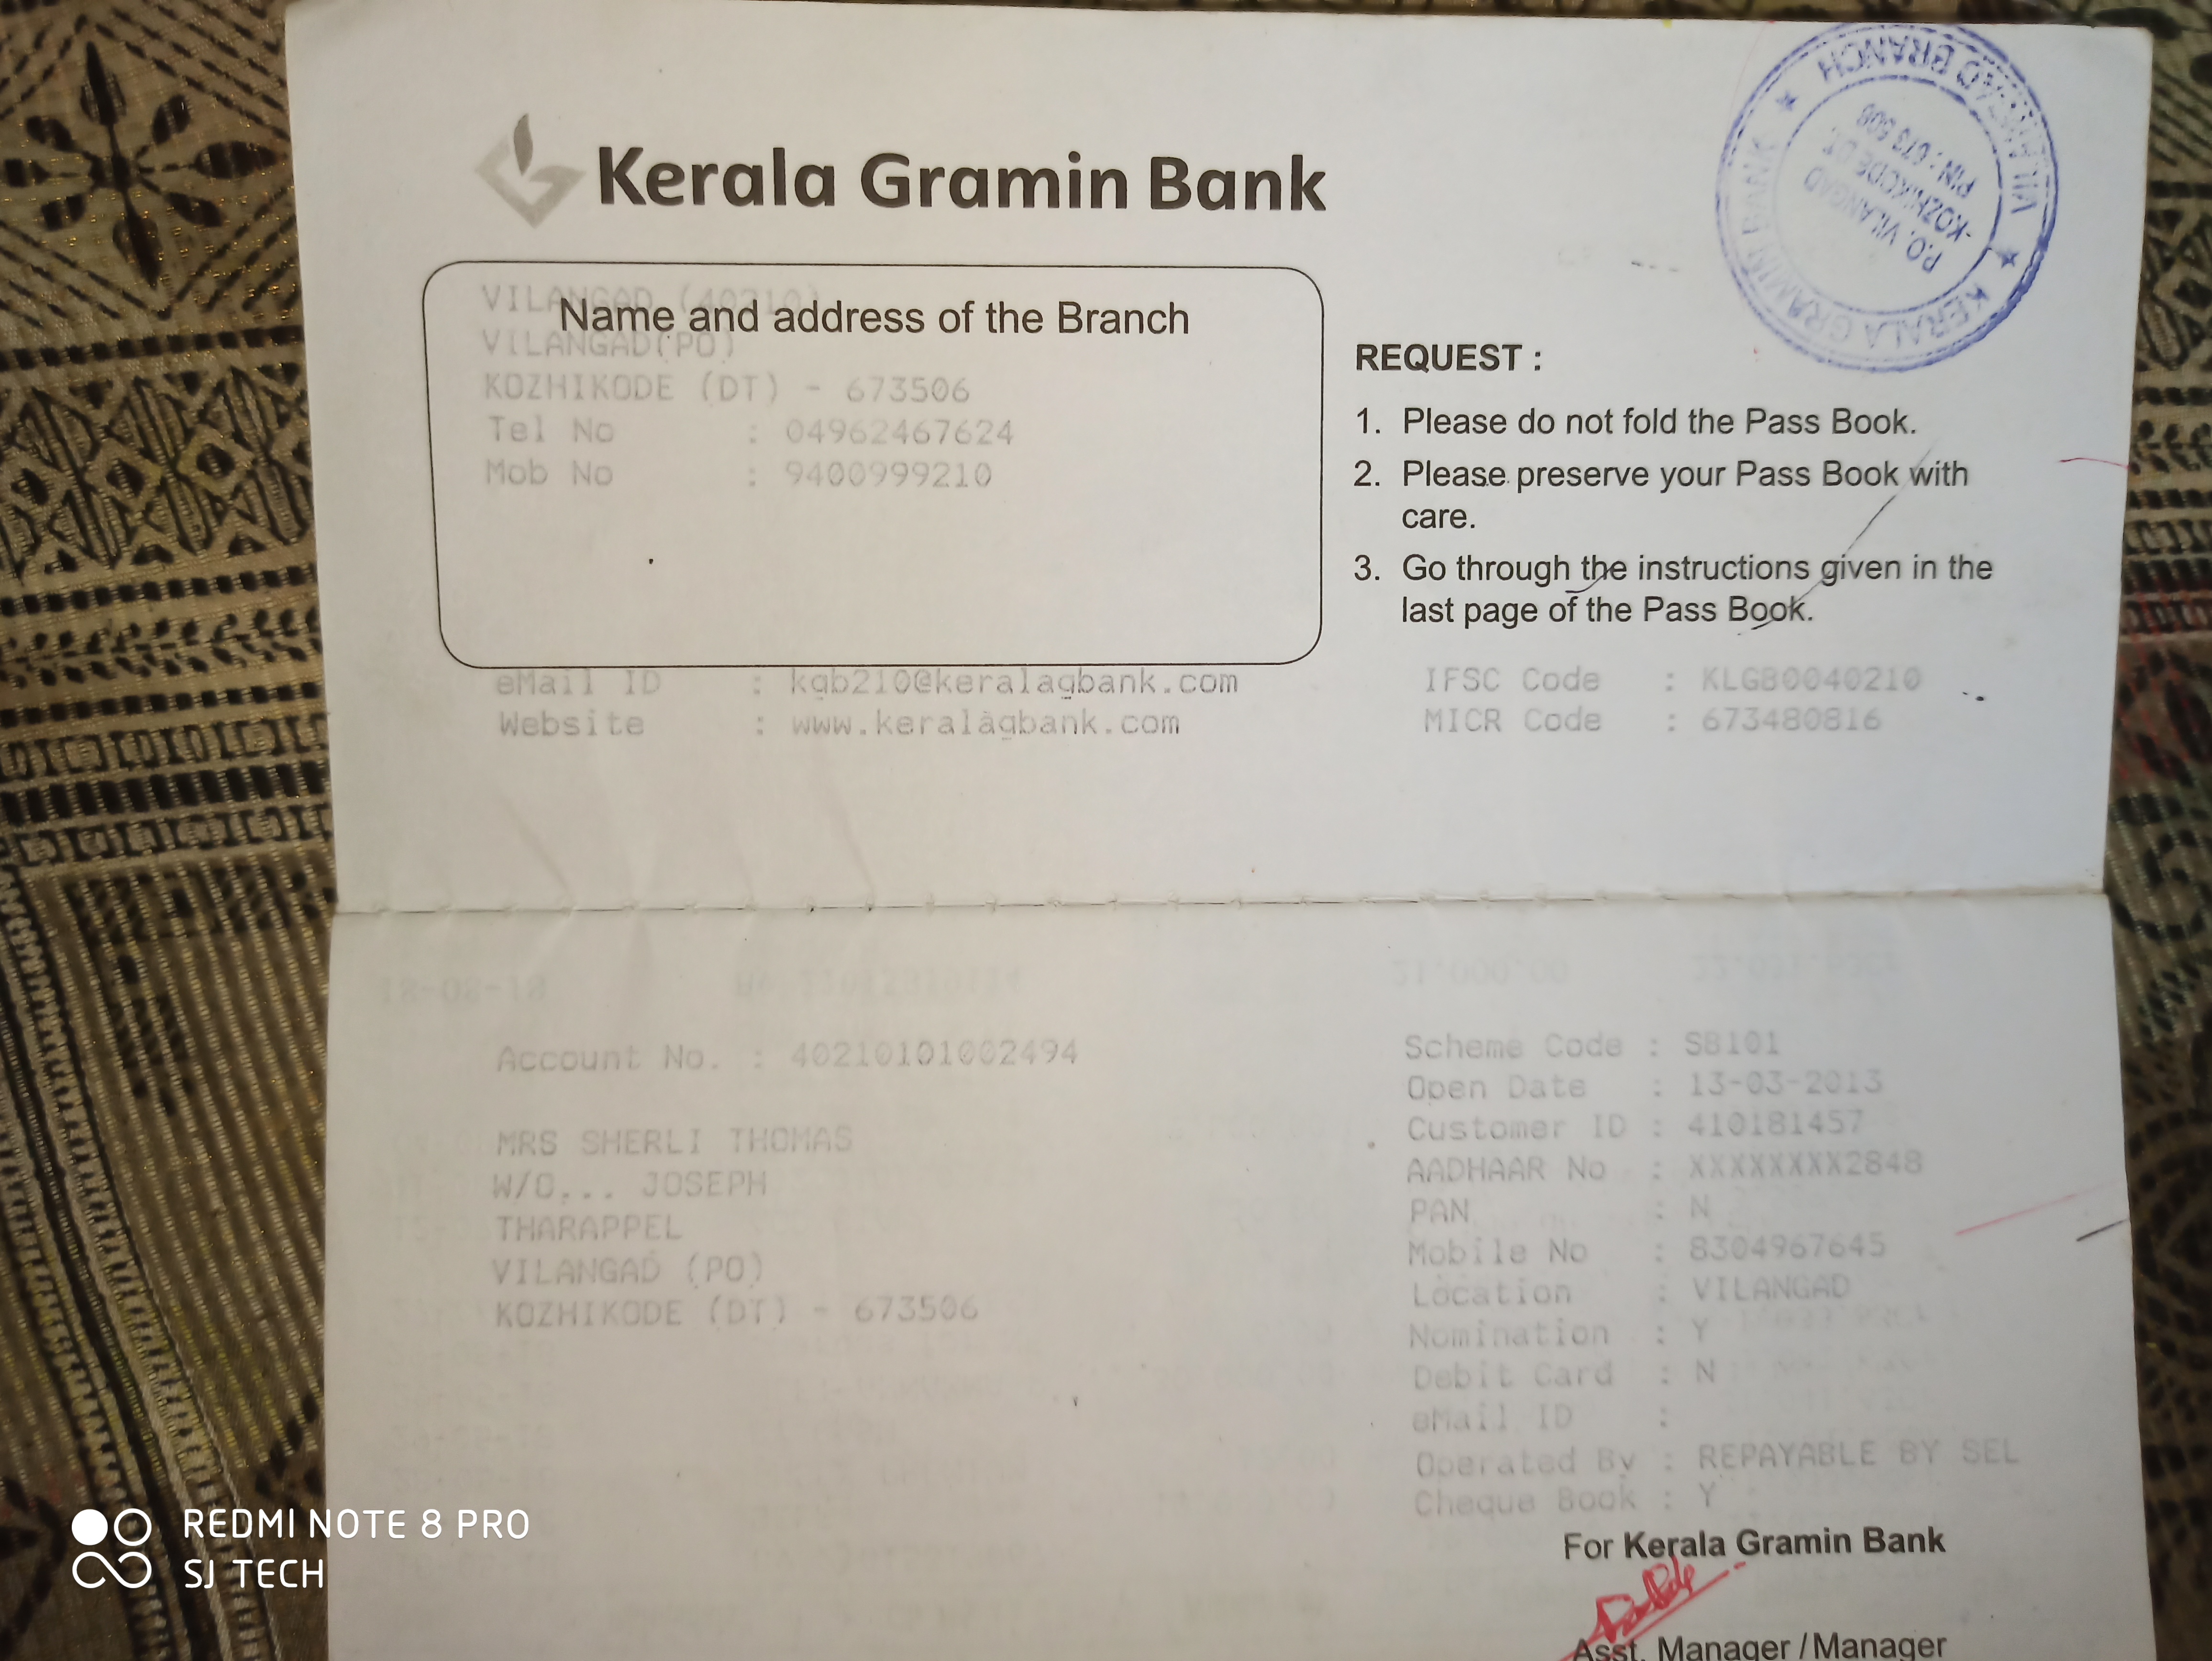 Kerala Gramin Bank
KERALA GRAMIN BANK ★ BRANCH ★
P.O. VILANGAD
KOZHIKODE DT.
PIN : 673 506
Name and address of the Branch
VILANGAD (40210)
VILANGAD(PO)
KOZHIKODE (DT) - 673506
Tel No : 04962467624
Mob No : 9400999210
REQUEST :
1. Please do not fold the Pass Book.
2. Please preserve your Pass Book with
care.
3. Go through the instructions given in the
last page of the Pass Book.
eMail ID : kgb210@keralagbank.com
Website : www.keralagbank.com
IFSC Code : KLGB0040210
MICR Code : 673480816
Account No. : 40210101002494
MRS SHERLI THOMAS
W/O... JOSEPH
THARAPPEL
VILANGAD (PO)
KOZHIKODE (DT) - 673506
Scheme Code : SB101
Open Date : 13-03-2013
Customer ID : 410181457
AADHAAR No : XXXXXXXX2848
PAN : N
Mobile No : 8304967645
Location : VILANGAD
Nomination : Y
Debit Card : N
eMail ID :
Operated By : REPAYABLE BY SEL
Cheque Book : Y
For Kerala Gramin Bank
Asst. Manager / Manager
REDMI NOTE 8 PRO
SJ TECH